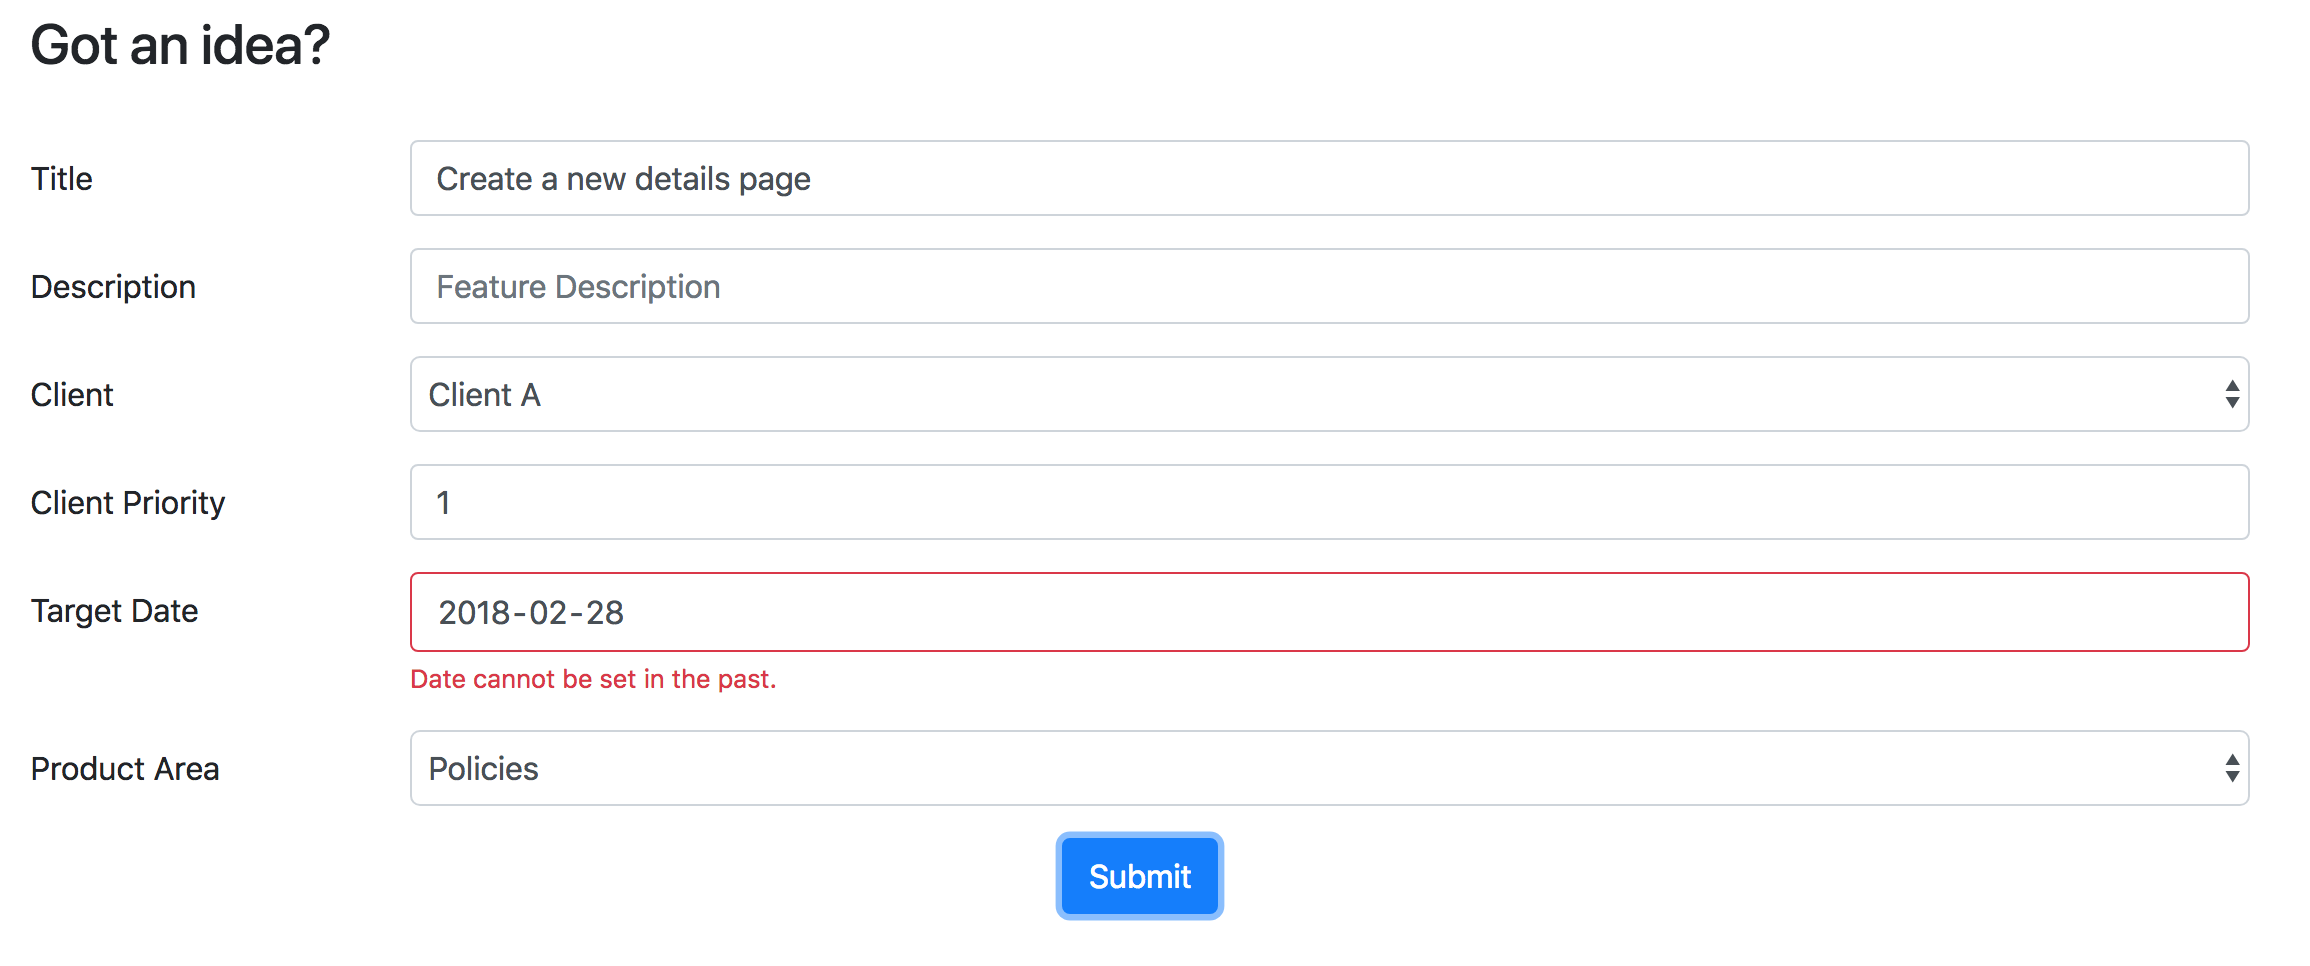 Got an idea?
Title
Create a new details page
Description
Feature Description
Client
Client A
Client Priority
1
Target Date
2018-02-28
Date cannot be set in the past.
Product Area
Policies
Submit